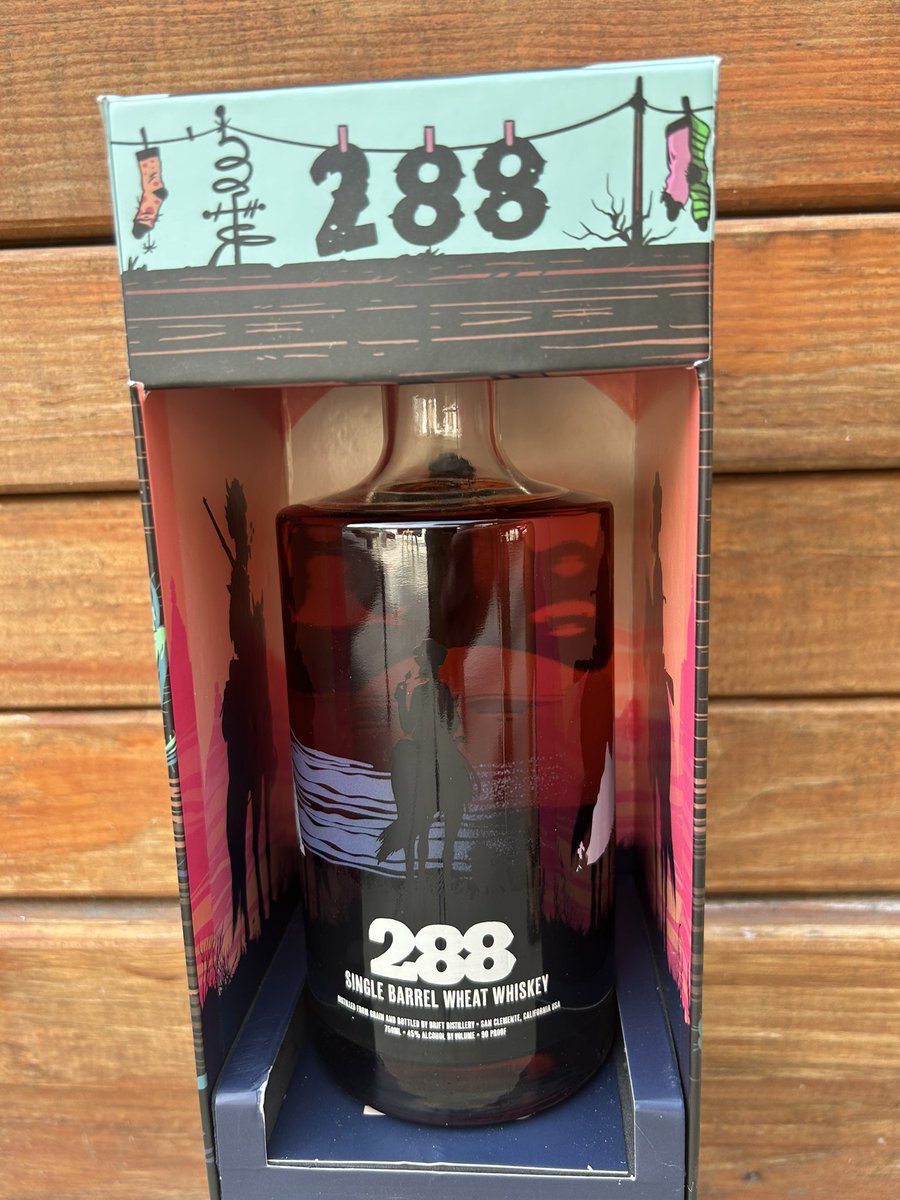 288
288
SINGLE BARREL WHEAT WHISKEY
DISTILLED FROM GRAIN AND BOTTLED BY DRIFT DISTILLERY • SAN CLEMENTE, CALIFORNIA USA
750ML • 45% ALCOHOL BY VOLUME • 90 PROOF